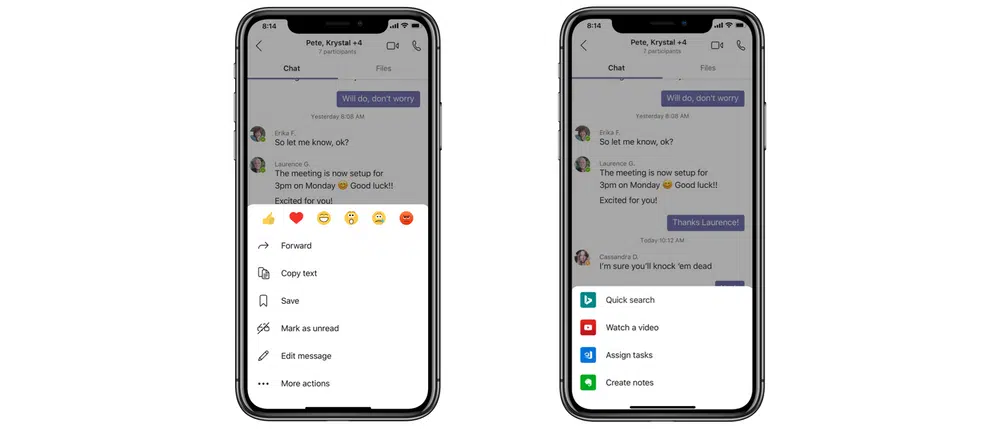 8:14
Pete, Krystal +4
7 participants
Chat
Files
Will do, don't worry
Yesterday 8:08 AM
Erika F.
So let me know, ok?
Laurence G.
The meeting is now setup for
3pm on Monday 😊 Good luck!!
Excited for you!
Forward
Copy text
Save
Mark as unread
Edit message
More actions
8:14
Pete, Krystal +4
7 participants
Chat
Files
Will do, don't worry
Yesterday 8:08 AM
Erika F.
So let me know, ok?
Laurence G.
The meeting is now setup for
3pm on Monday 😊 Good luck!!
Excited for you!
Thanks Laurence!
Today 10:12 AM
Cassandra D.
I'm sure you'll knock 'em dead
Quick search
Watch a video
Assign tasks
Create notes